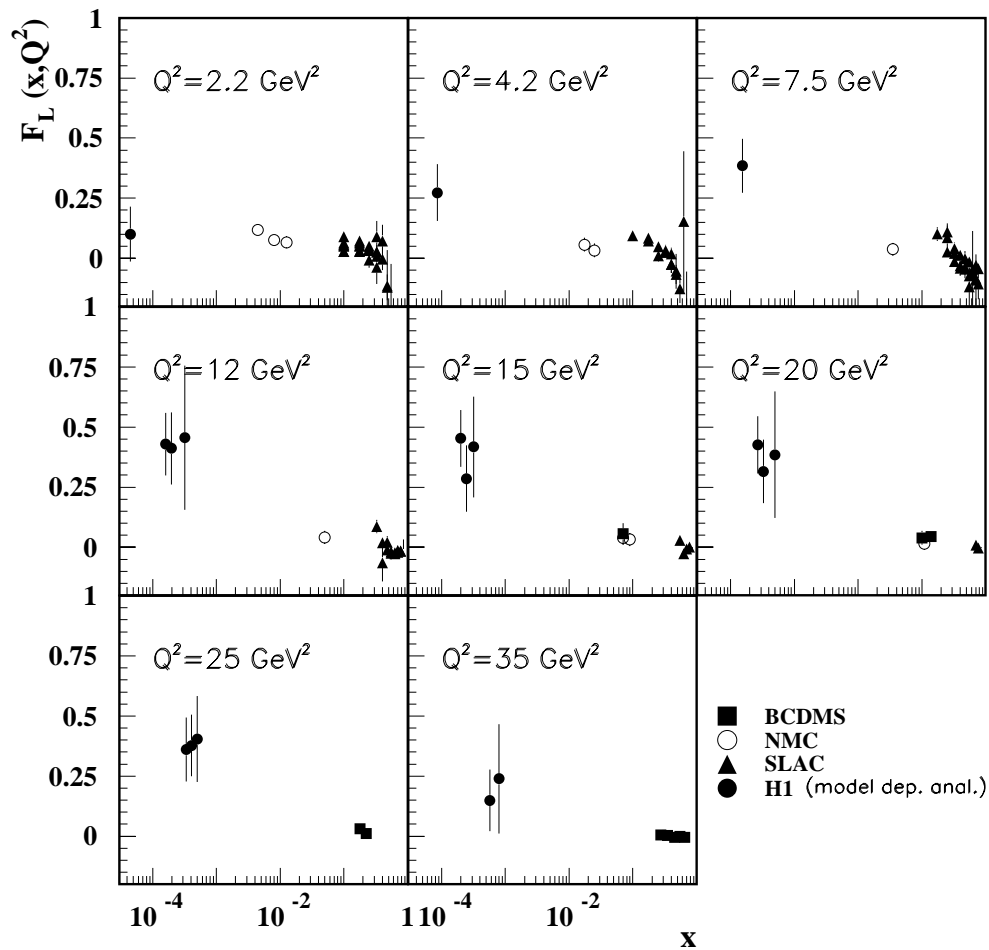 F_L (x,Q²)
1
0.75
0.5
0.25
0
Q²=2.2 GeV²
Q²=4.2 GeV²
Q²=7.5 GeV²
1
0.75
0.5
0.25
0
Q²=12 GeV²
Q²=15 GeV²
Q²=20 GeV²
1
0.75
0.5
0.25
0
Q²=25 GeV²
Q²=35 GeV²
BCDMS
NMC
SLAC
H1 (model dep. anal.)
10⁻⁴ 10⁻² 1 10⁻⁴ 10⁻²
x